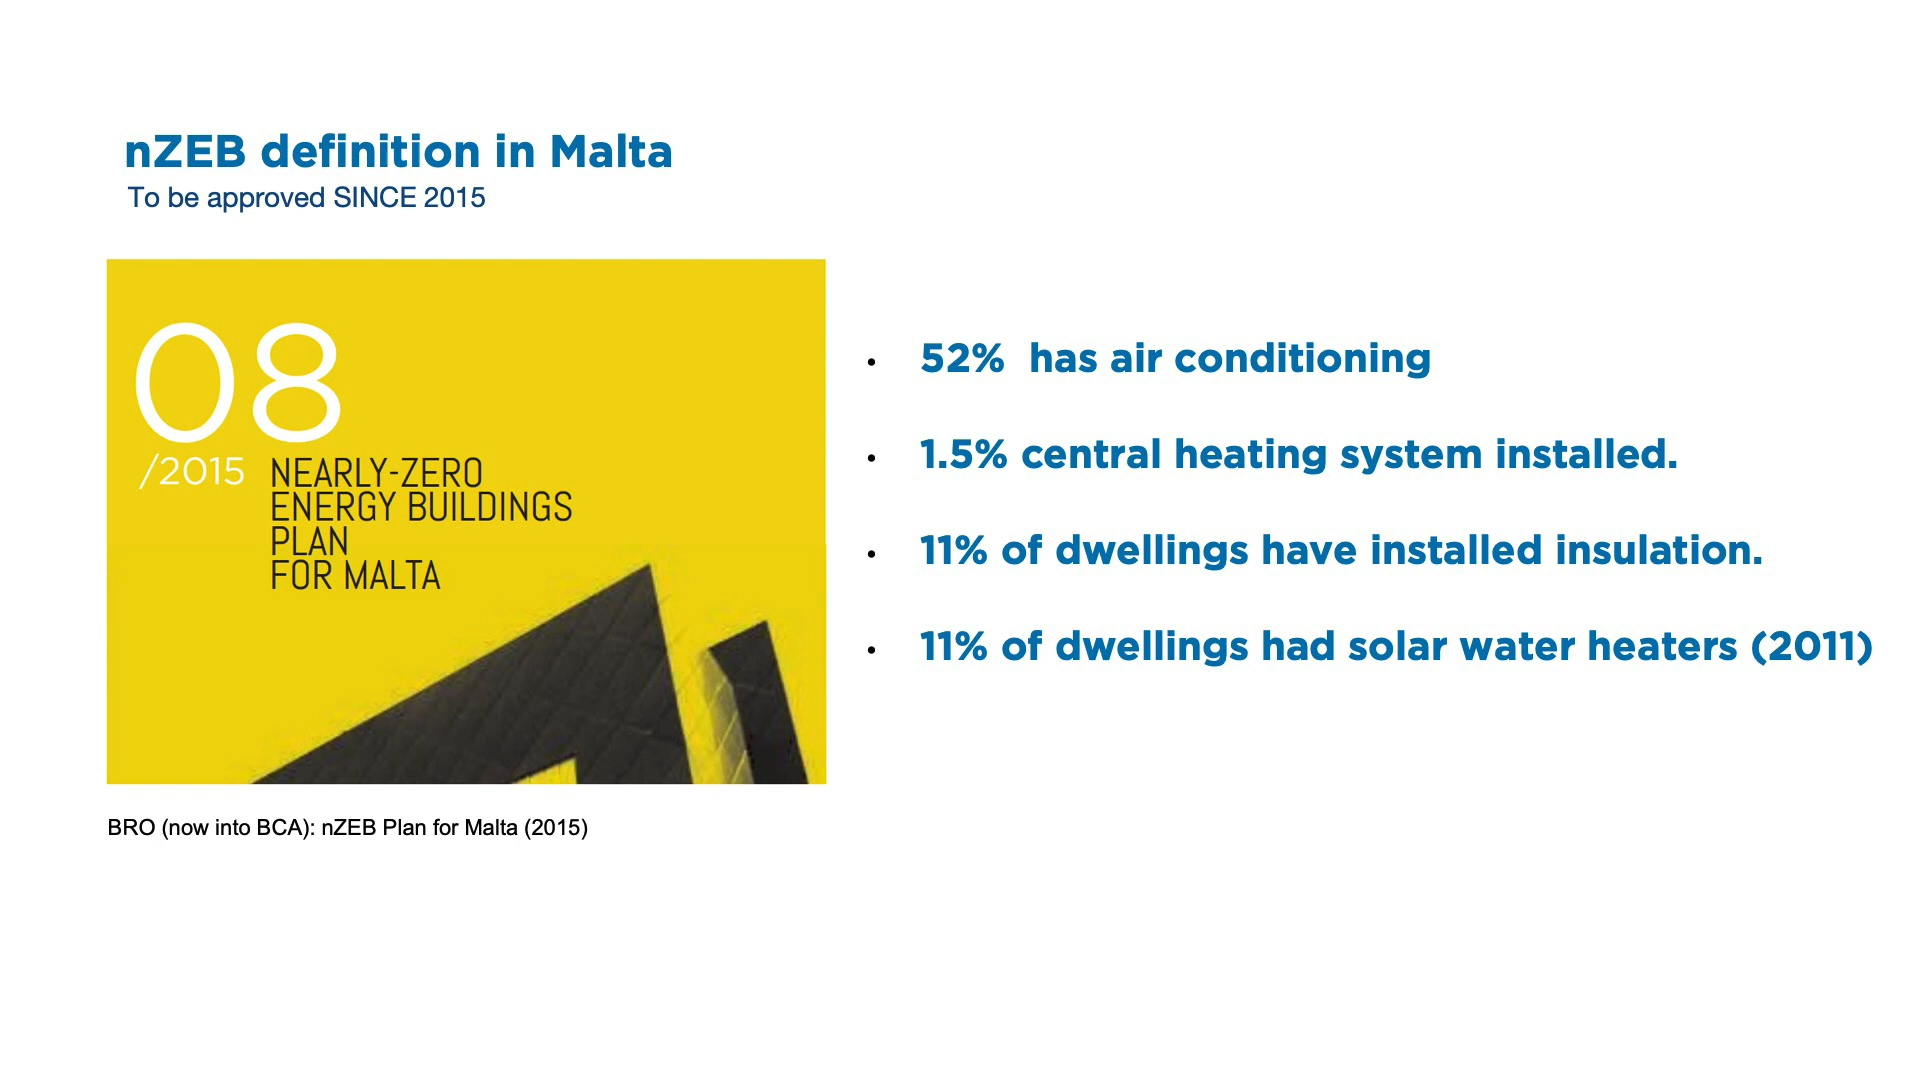 nZEB definition in Malta
To be approved SINCE 2015
08
/2015
NEARLY-ZERO
ENERGY BUILDINGS
PLAN
FOR MALTA
BRO (now into BCA): nZEB Plan for Malta (2015)
• 52%  has air conditioning
• 1.5% central heating system installed.
• 11% of dwellings have installed insulation.
• 11% of dwellings had solar water heaters (2011)